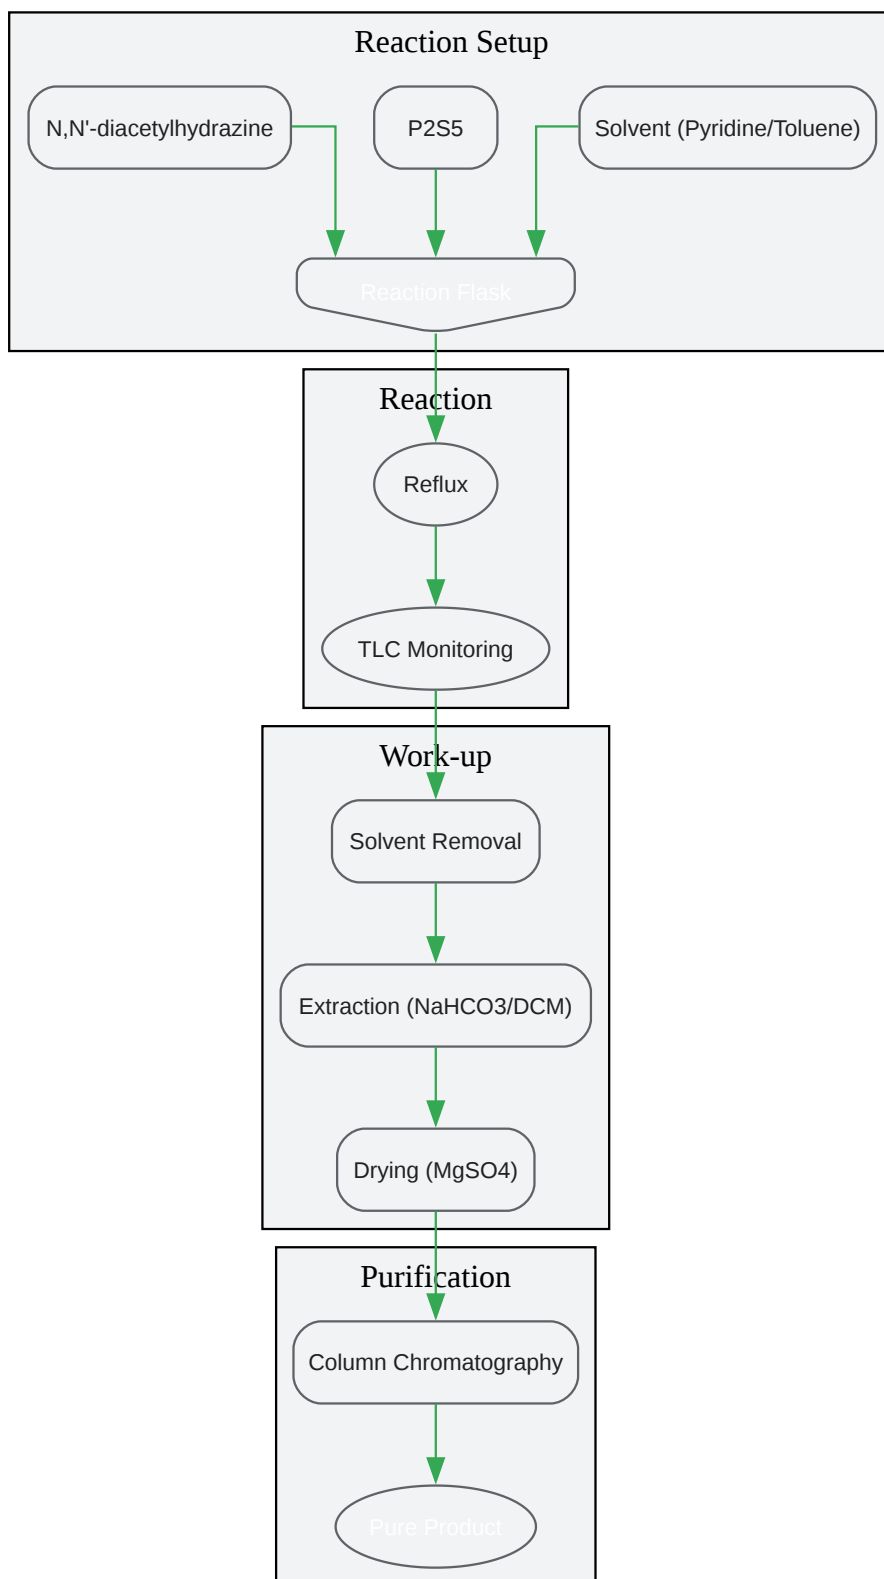 Reaction Setup
N,N'-diacetylhydrazine
P2S5
Solvent (Pyridine/Toluene)
Reaction Flask
Reaction
Reflux
TLC Monitoring
Work-up
Solvent Removal
Extraction (NaHCO3/DCM)
Drying (MgSO4)
Purification
Column Chromatography
Pure Product